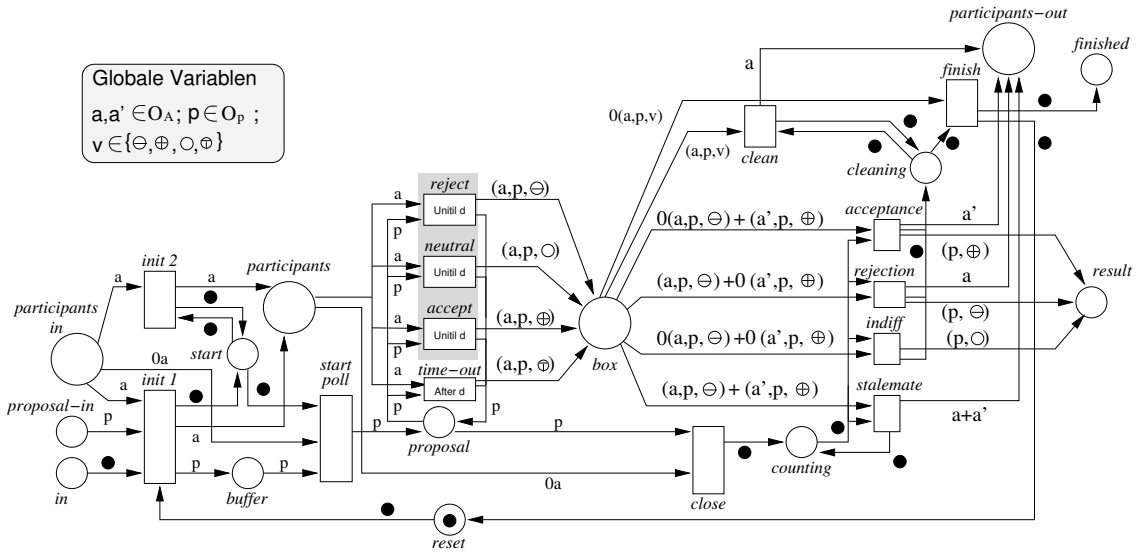 participants-out
finished
finish
Globale Variablen
a,a' ∈ O_A ; p ∈ O_p ;
v ∈ {⊖,⊕,○,⦶}
a
0(a,p,v)
(a,p,v)
clean
cleaning
reject
a
Unitil d
p
(a,p,⊖)
neutral
a
Unitil d
p
(a,p,○)
accept
a
Unitil d
p
(a,p,⊕)
time-out
a
After d
p
p
(a,p,⦶)
box
acceptance
0(a,p,⊖) + (a',p, ⊕)
a'
(p,⊕)
rejection
(a,p,⊖)+0 (a',p, ⊕)
a
(p,⊖)
result
indiff
0(a,p,⊖)+0 (a',p, ⊕)
(p,○)
stalemate
(a,p,⊖) + (a',p, ⊕)
a+a'
init 2
a
a
participants
participants
in
start
0a
init 1
a
start
poll
proposal-in
p
a
p
proposal
p
in
p
buffer
p
0a
close
counting
reset